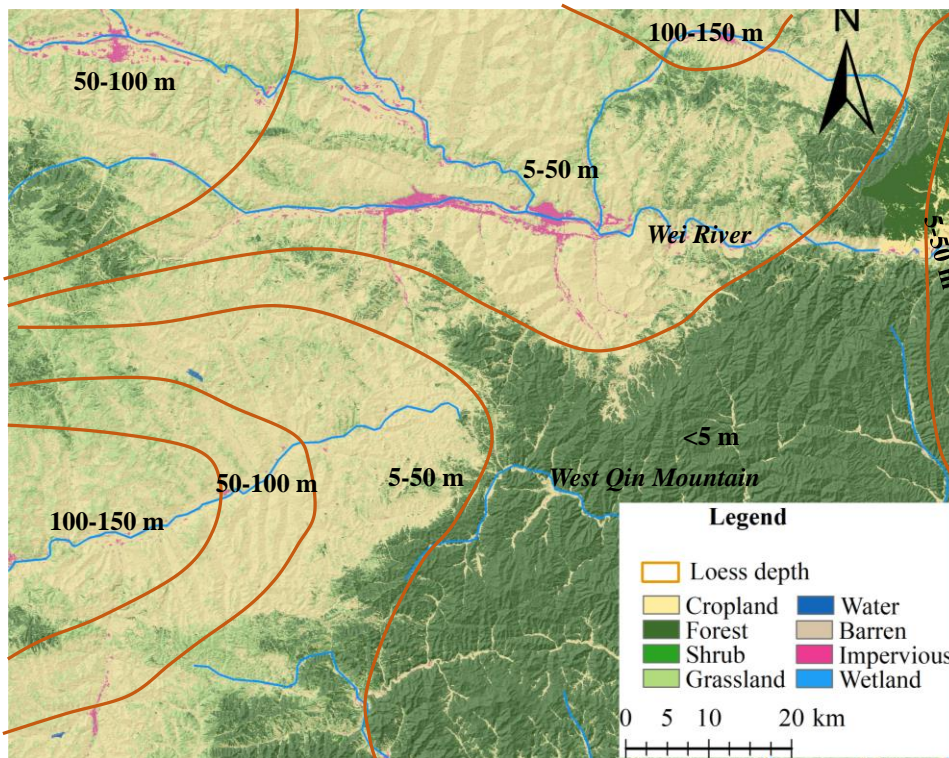 N
100-150 m
50-100 m
5-50 m
Wei River
5-50 m
<5 m
West Qin Mountain
5-50 m
50-100 m
100-150 m
Legend
Loess depth
Cropland
Water
Forest
Barren
Shrub
Impervious
Grassland
Wetland
0 5 10 20 km